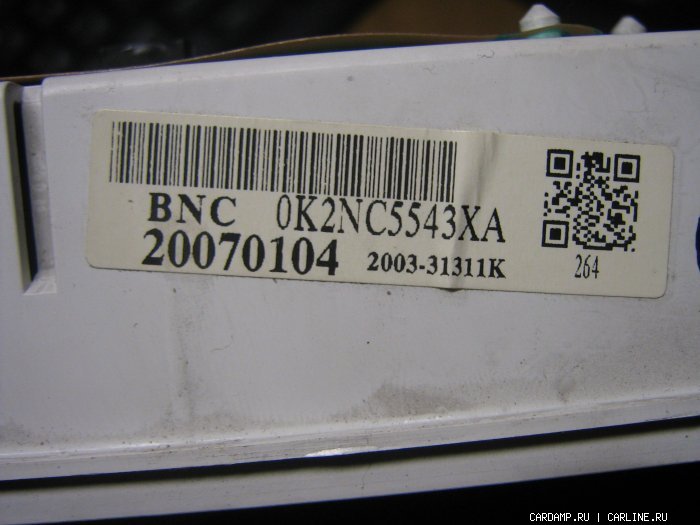 BNC 0K2NC5543XA
20070104 2003-31311K
264
CARDAMP.RU | CARLINE.RU